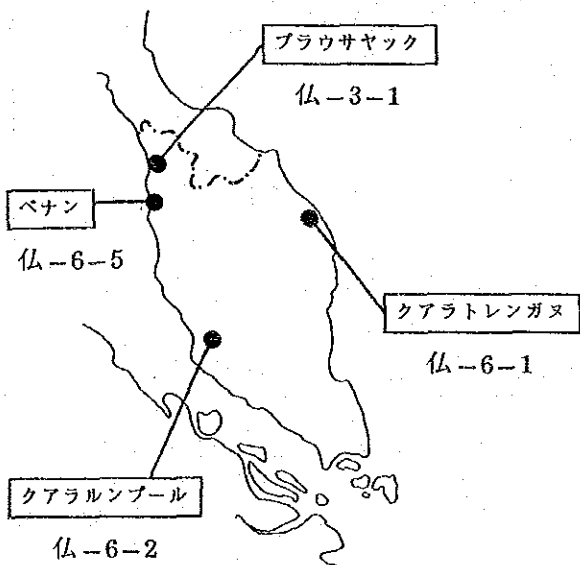 プラウサヤック
仏-3-1
ペナン
仏-6-5
クアラトレンガヌ
仏-6-1
クアラルンプール
仏-6-2